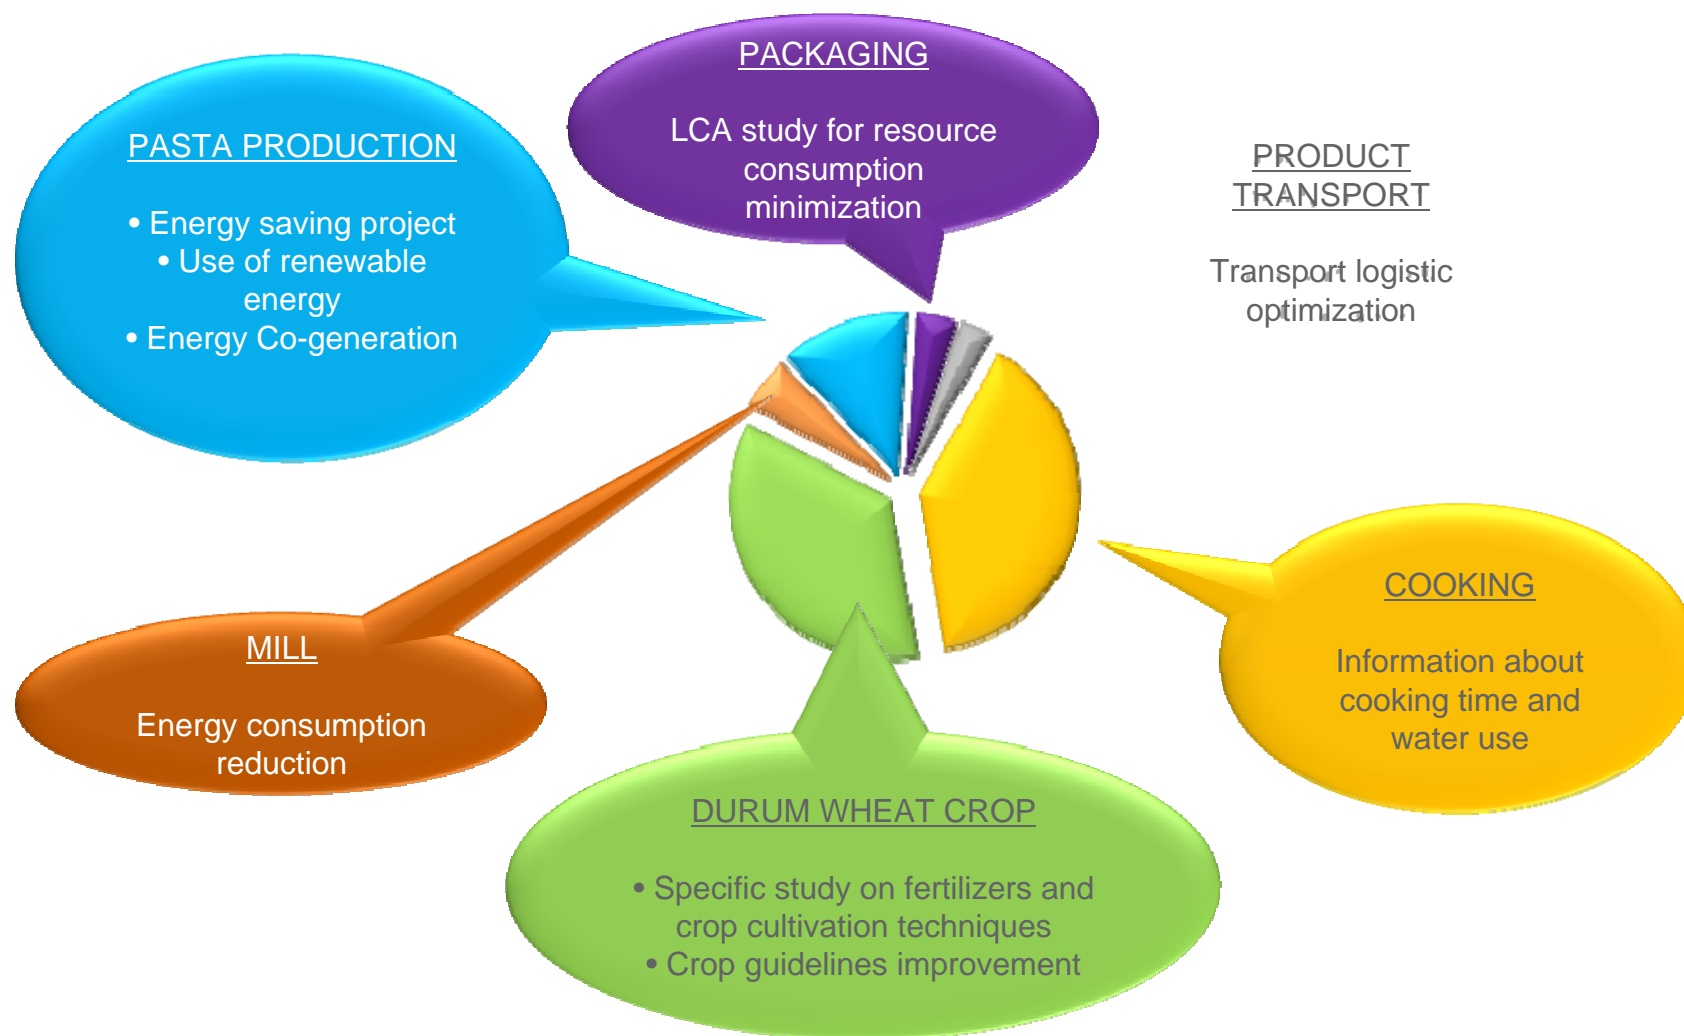 PACKAGING
LCA study for resource
consumption
minimization
PASTA PRODUCTION
• Energy saving project
• Use of renewable
energy
• Energy Co-generation
PRODUCT
TRANSPORT
Transport logistic
optimization
COOKING
Information about
cooking time and
water use
MILL
Energy consumption
reduction
DURUM WHEAT CROP
• Specific study on fertilizers and
crop cultivation techniques
• Crop guidelines improvement